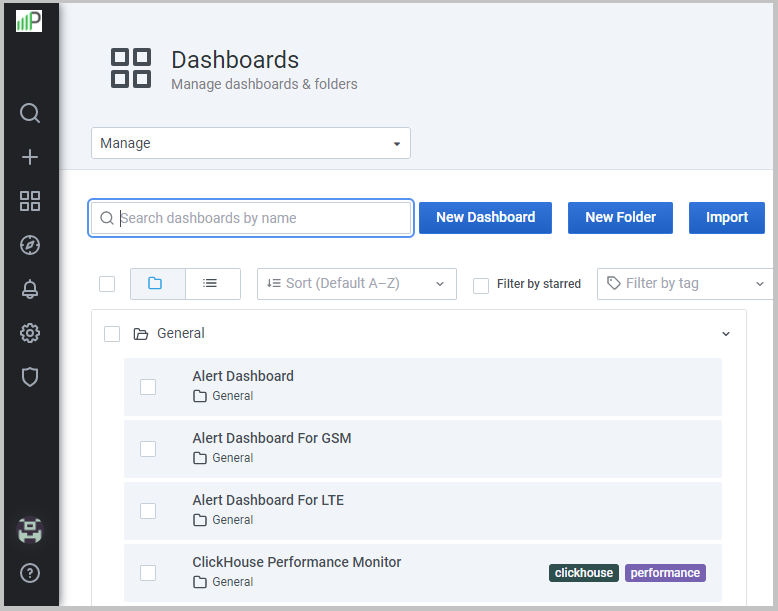 P
Dashboards
Manage dashboards & folders
Manage
Search dashboards by name
New Dashboard
New Folder
Import
Sort (Default A–Z)
Filter by starred
Filter by tag
General
Alert Dashboard
General
Alert Dashboard For GSM
General
Alert Dashboard For LTE
General
ClickHouse Performance Monitor
clickhouse
performance
General